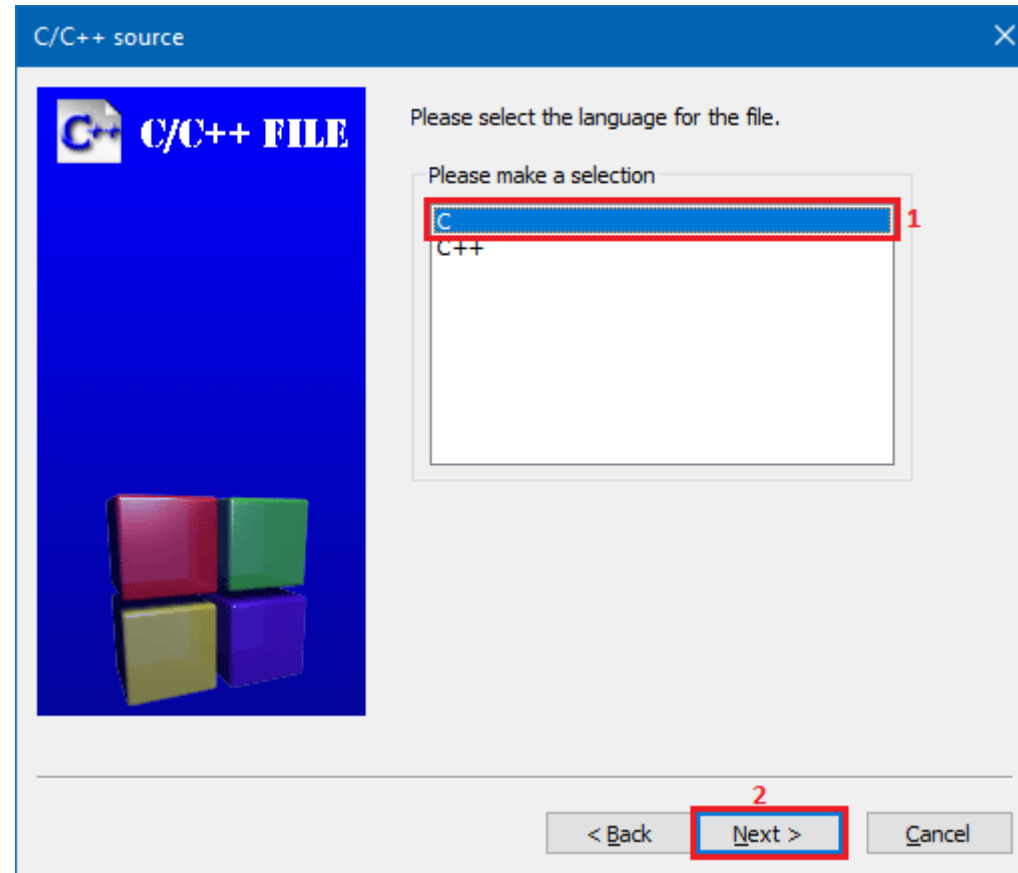 C/C++ source
C++ C/C++ FILE
Please select the language for the file.
Please make a selection
C
1
C++
2
< Back
Next >
Cancel